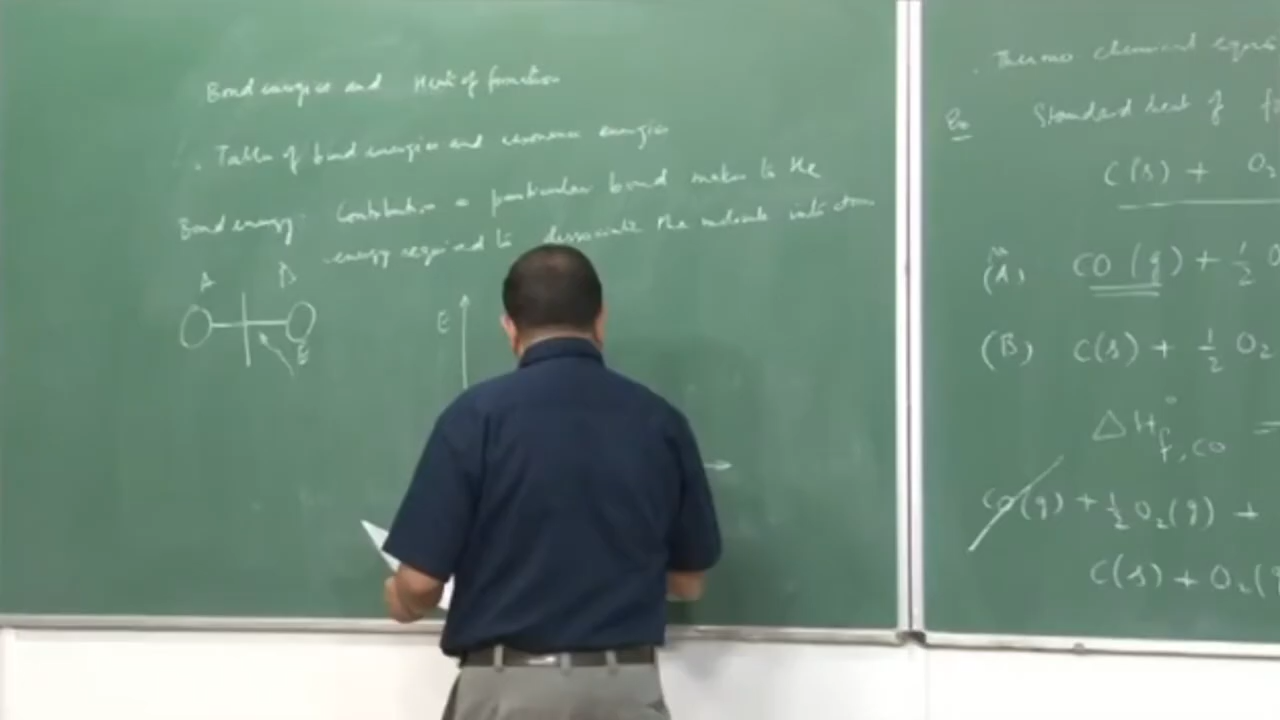 Bond energies and Heat of formation
. Table of bond energies and resonance energies
Bond energy: Contribution a particular bond makes to the
energy required to dissociate the molecule into atoms
A B
E
E
. Thermo chemical equa
Ex Standard heat of f
C(s) + O2
(A) CO (g) + 1/2 O
(B) C(s) + 1/2 O2
ΔH°f, CO =
CO(g) + 1/2 O2(g) +
C(s) + O2(g